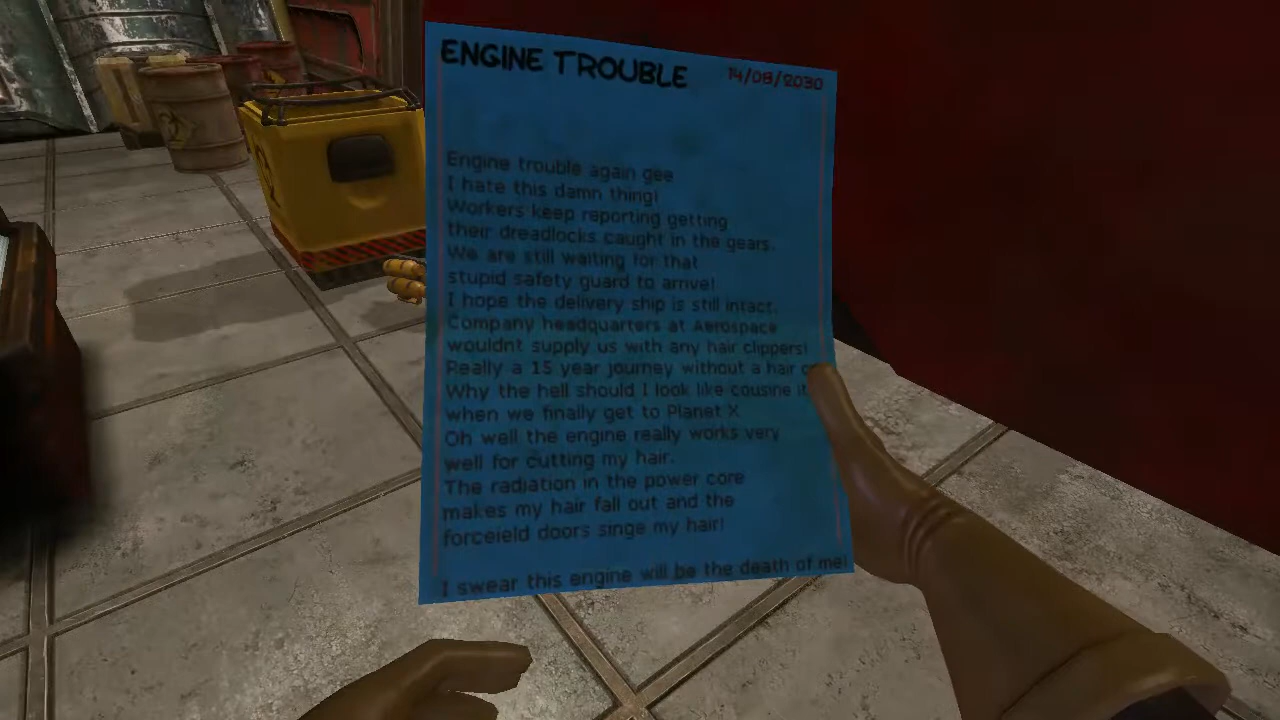 ENGINE TROUBLE 14/08/2030
Engine trouble again gee
I hate this damn thing!
Workers keep reporting getting
their dreadlocks caught in the gears.
We are still waiting for that
stupid safety guard to arrive!
I hope the delivery ship is still intact.
Company headquarters at Aerospace
wouldnt supply us with any hair clippers!
Really a 15 year journey without a hair
Why the hell should I look like cousine it
when we finally get to Planet X
Oh well the engine really works very
well for cutting my hair.
The radiation in the power core
makes my hair fall out and the
forceield doors singe my hair!
I swear this engine will be the death of me!